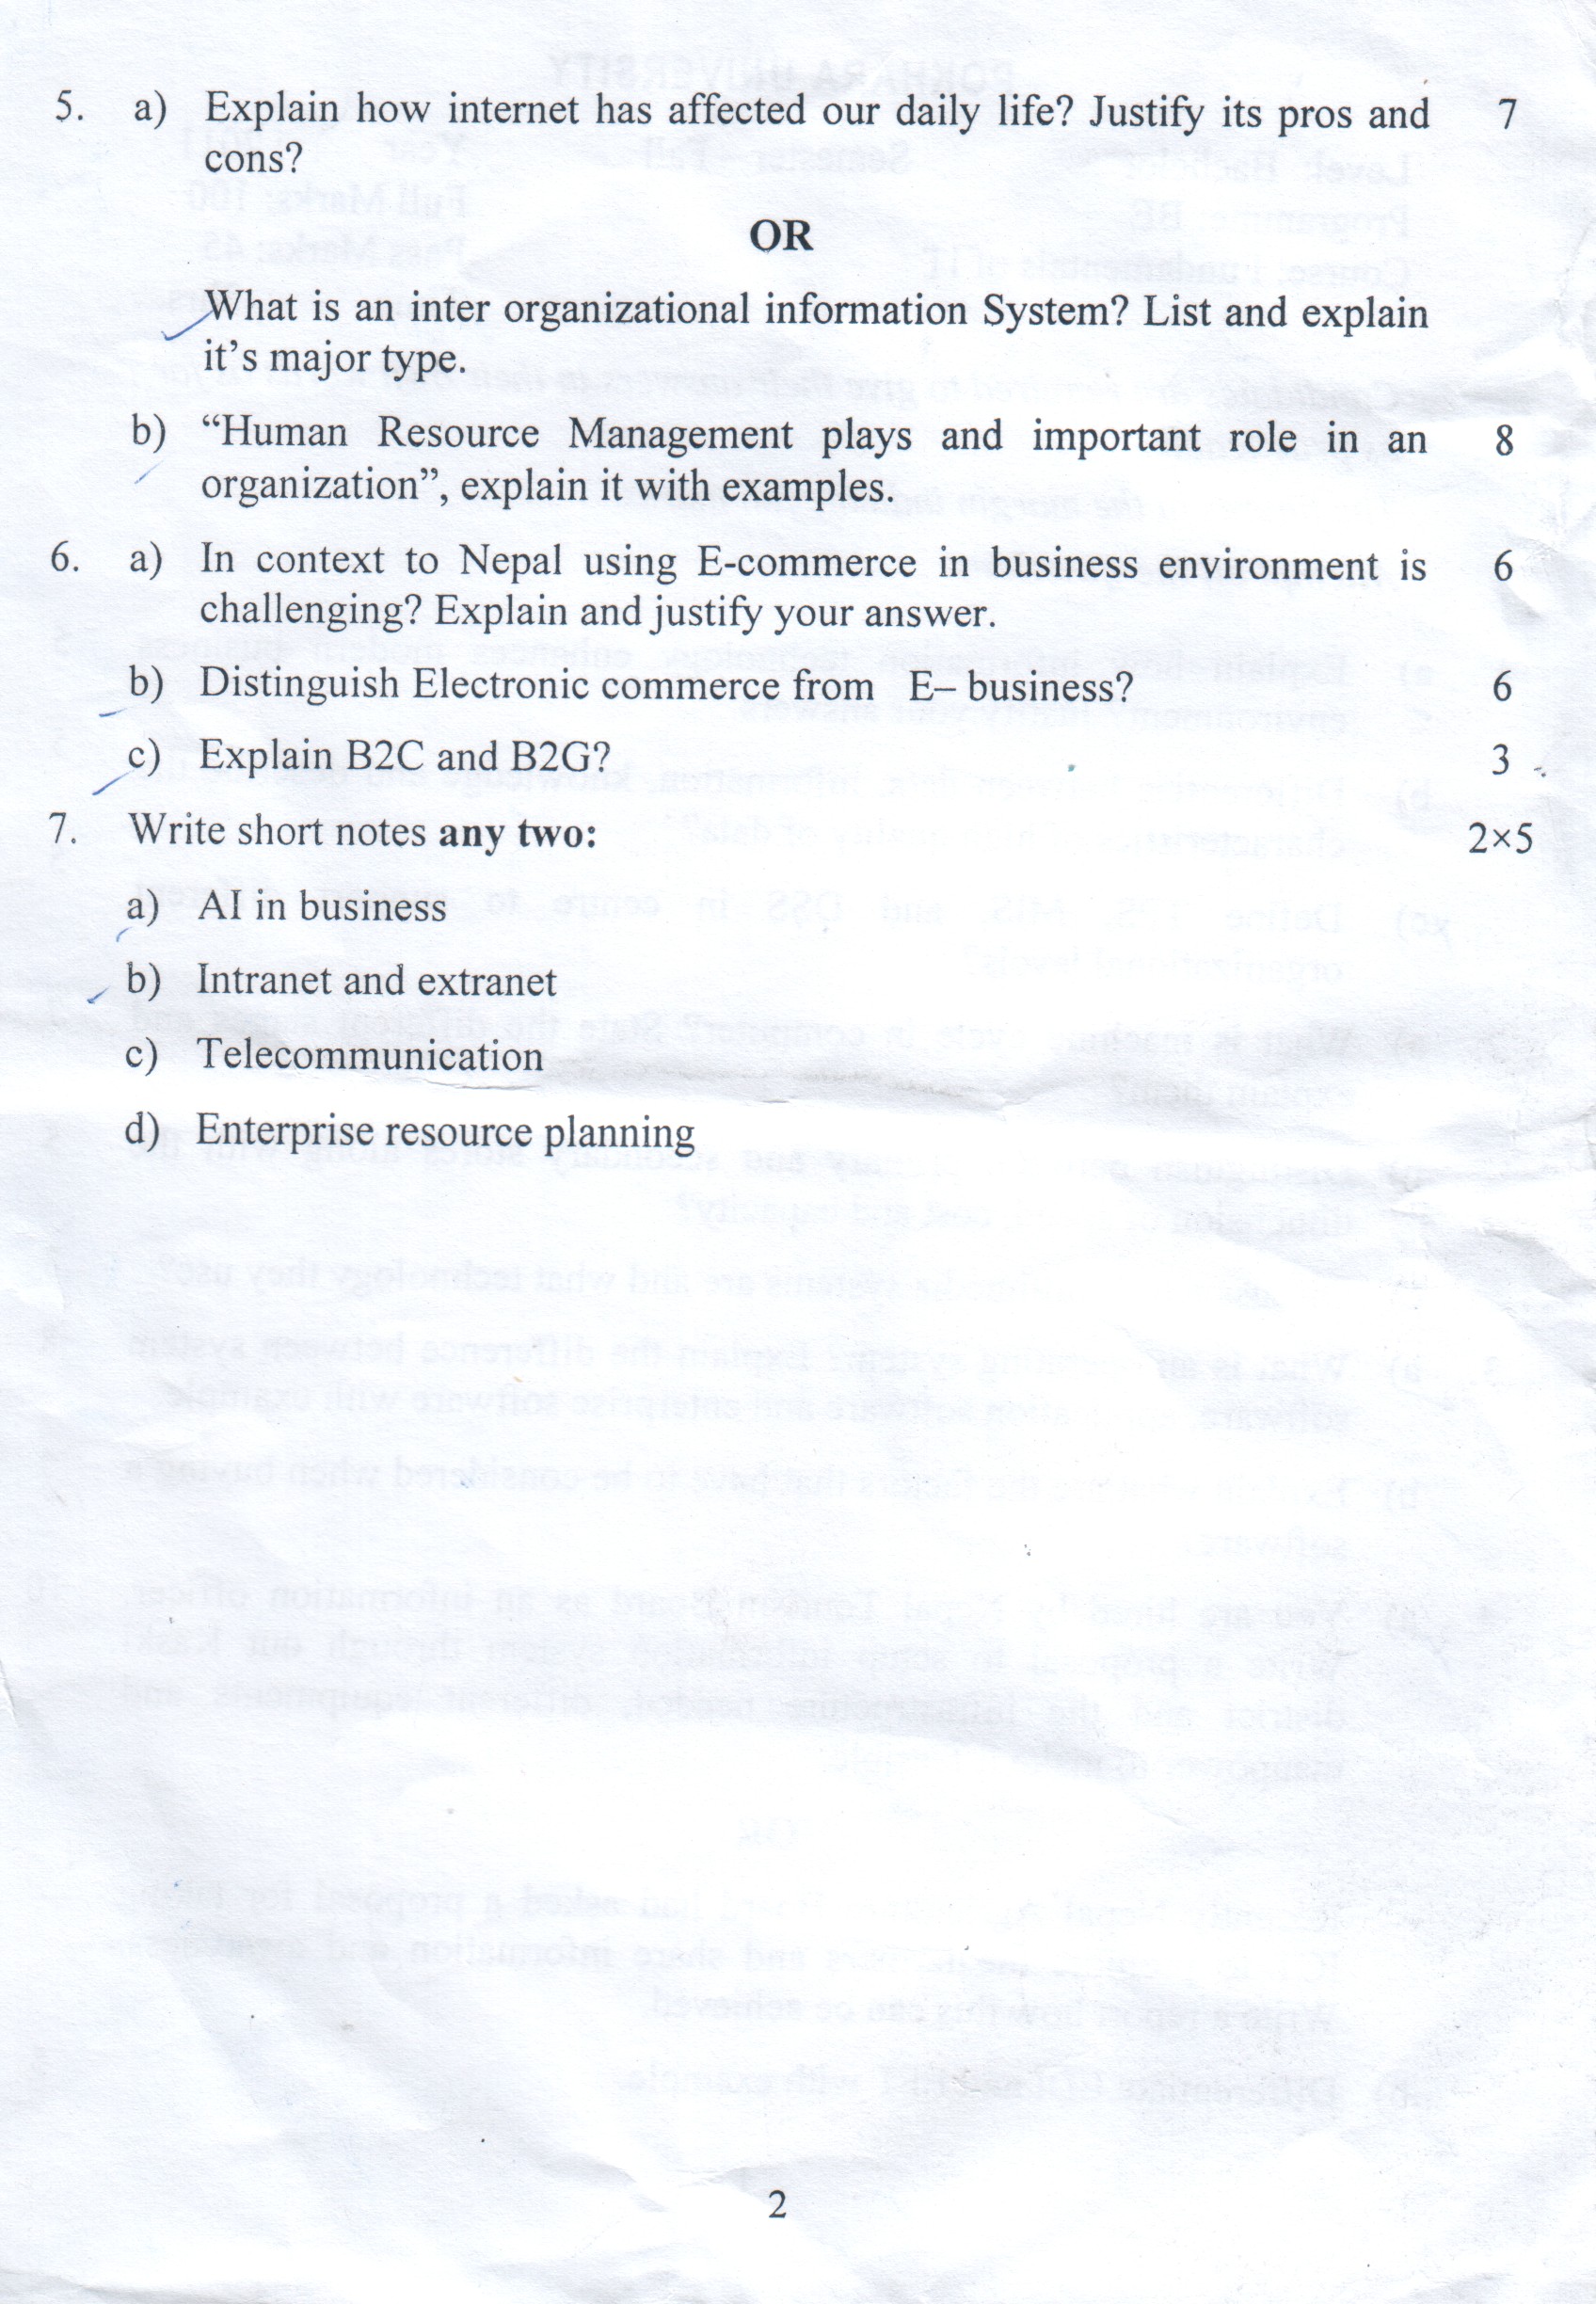 5. a) Explain how internet has affected our daily life? Justify its pros and 7
cons?
OR
What is an inter organizational information System? List and explain
it's major type.
b) “Human Resource Management plays and important role in an 8
organization”, explain it with examples.
6. a) In context to Nepal using E-commerce in business environment is 6
challenging? Explain and justify your answer.
b) Distinguish Electronic commerce from E– business? 6
c) Explain B2C and B2G? 3
7. Write short notes any two: 2×5
a) AI in business
b) Intranet and extranet
c) Telecommunication
d) Enterprise resource planning
2